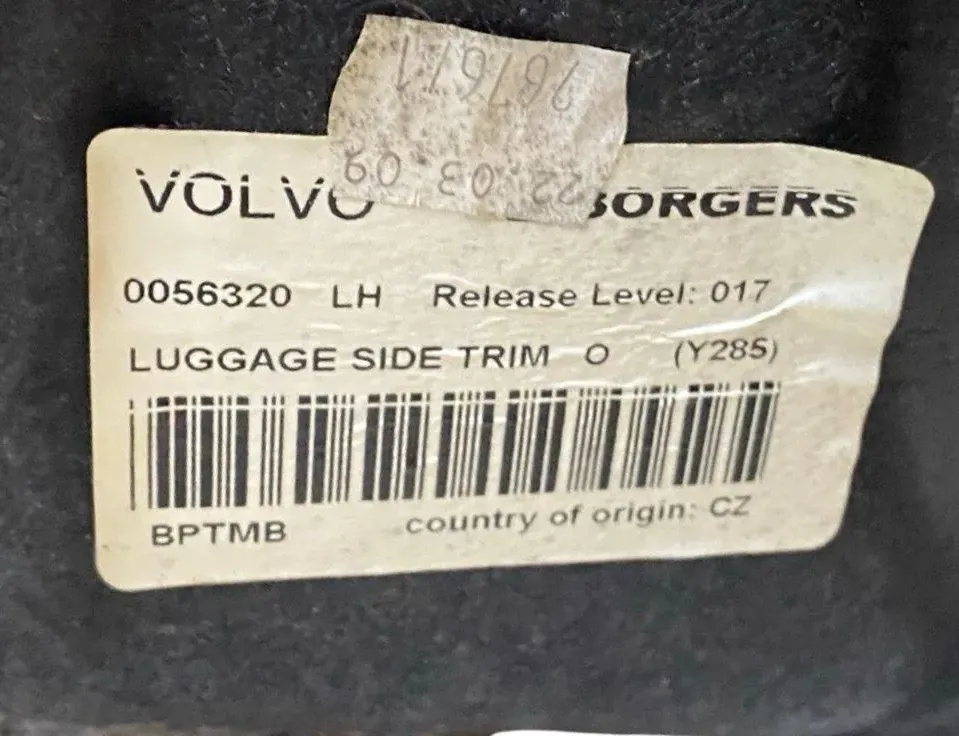 22.03.09
VOLVO BORGERS
0056320 LH Release Level: 017
LUGGAGE SIDE TRIM O (Y285)
BPTMB country of origin: CZ